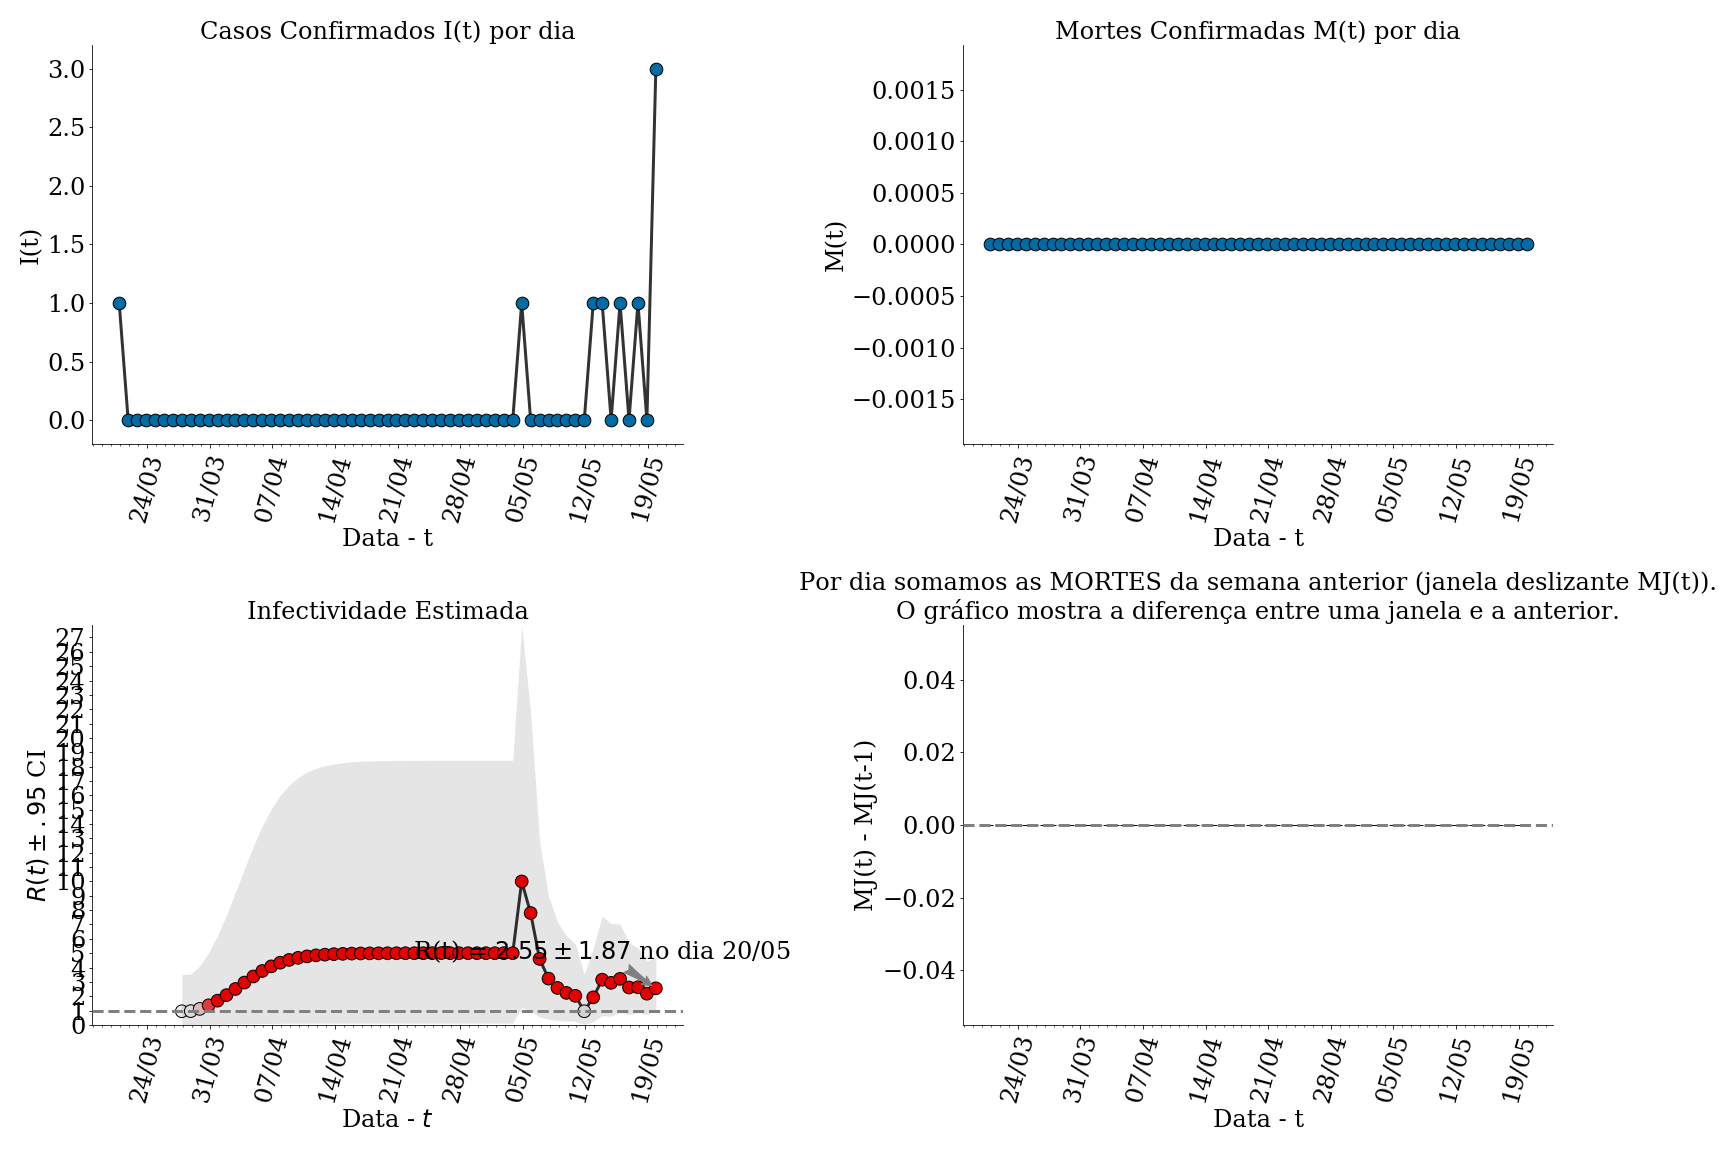 Casos Confirmados I(t) por dia
3.0
2.5
2.0
1.5
1.0
0.5
0.0
I(t)
24/03 31/03 07/04 14/04 21/04 28/04 05/05 12/05 19/05
Data - t
Mortes Confirmadas M(t) por dia
0.0015
0.0010
0.0005
0.0000
−0.0005
−0.0010
−0.0015
M(t)
24/03 31/03 07/04 14/04 21/04 28/04 05/05 12/05 19/05
Data - t
Infectividade Estimada
27
26
25
24
23
22
21
20
19
18
17
16
15
14
13
12
11
10
9
8
7
6
5
4
3
2
1
0
R(t) ± .95 CI
R(t) = 2.55 ± 1.87 no dia 20/05
24/03 31/03 07/04 14/04 21/04 28/04 05/05 12/05 19/05
Data - t
Por dia somamos as MORTES da semana anterior (janela deslizante MJ(t)).
O gráfico mostra a diferença entre uma janela e a anterior.
0.04
0.02
0.00
−0.02
−0.04
MJ(t) - MJ(t-1)
24/03 31/03 07/04 14/04 21/04 28/04 05/05 12/05 19/05
Data - t